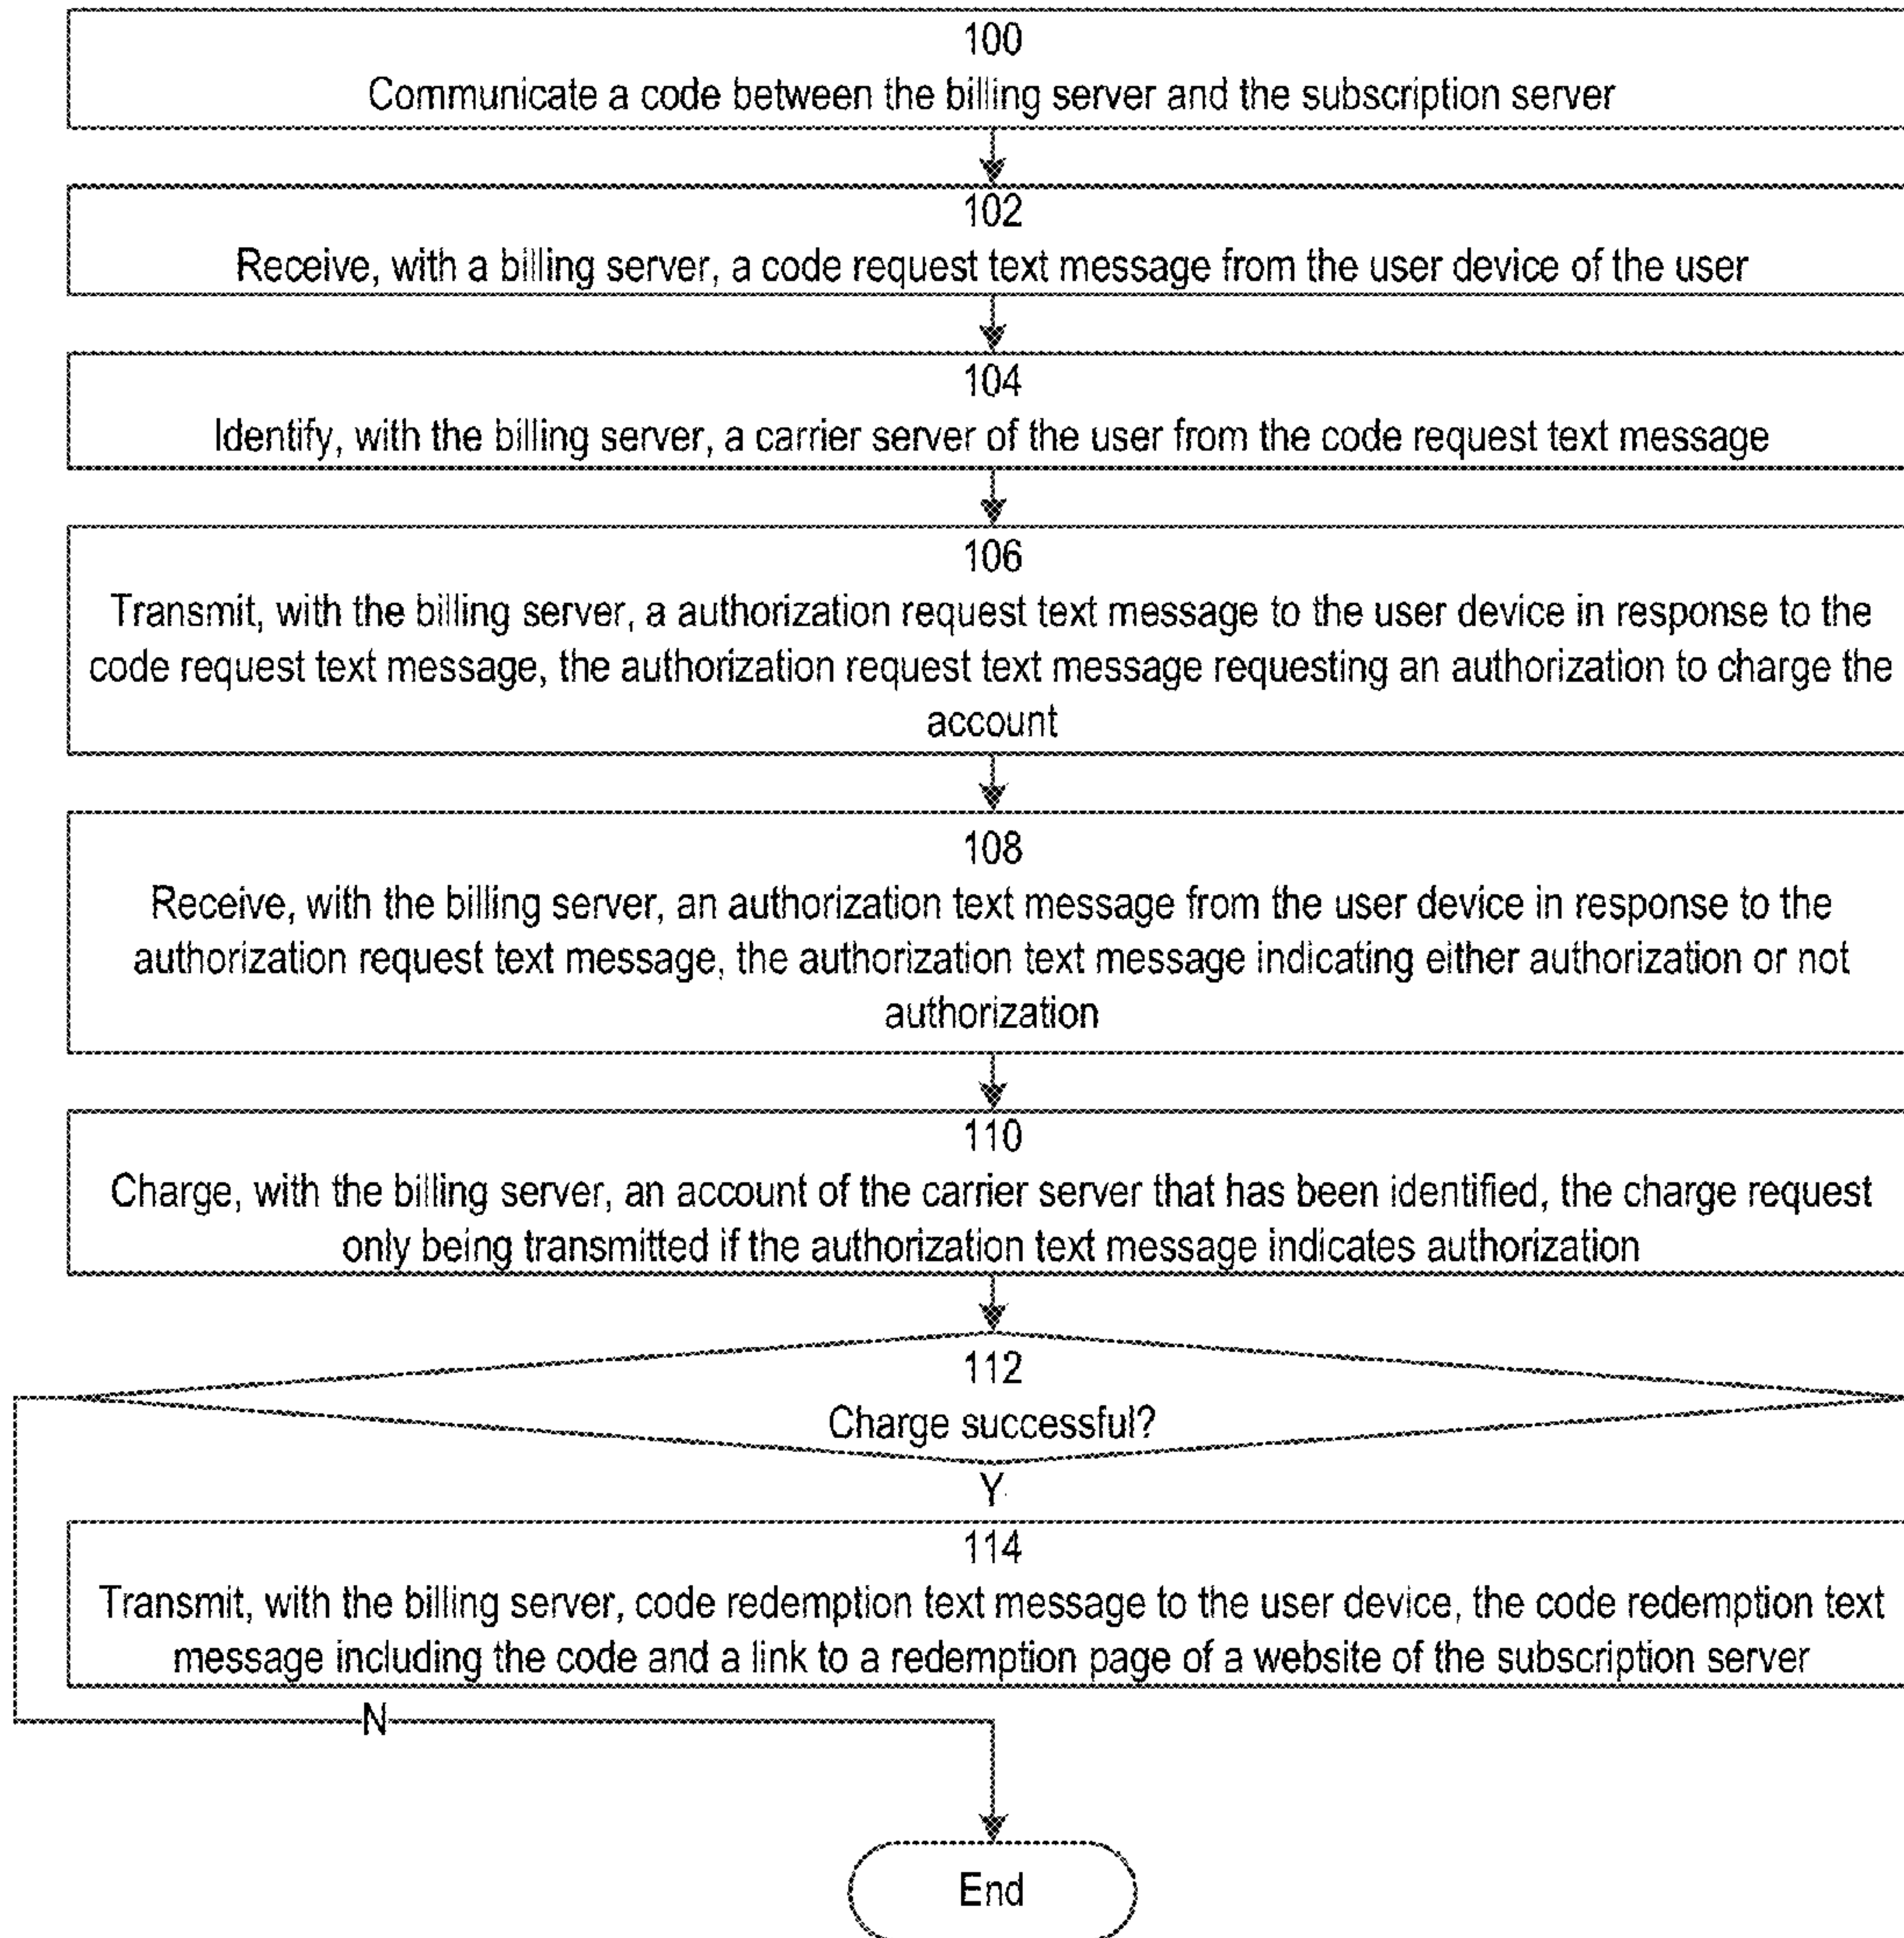 100
Communicate a code between the billing server and the subscription server
102
Receive, with a billing server, a code request text message from the user device of the user
104
Identify, with the billing server, a carrier server of the user from the code request text message
106
Transmit, with the billing server, a authorization request text message to the user device in response to the
code request text message, the authorization request text message requesting an authorization to charge the
account
108
Receive, with the billing server, an authorization text message from the user device in response to the
authorization request text message, the authorization text message indicating either authorization or not
authorization
110
Charge, with the billing server, an account of the carrier server that has been identified, the charge request
only being transmitted if the authorization text message indicates authorization
112
Charge successful?
Y
114
Transmit, with the billing server, code redemption text message to the user device, the code redemption text
message including the code and a link to a redemption page of a website of the subscription server
N
End